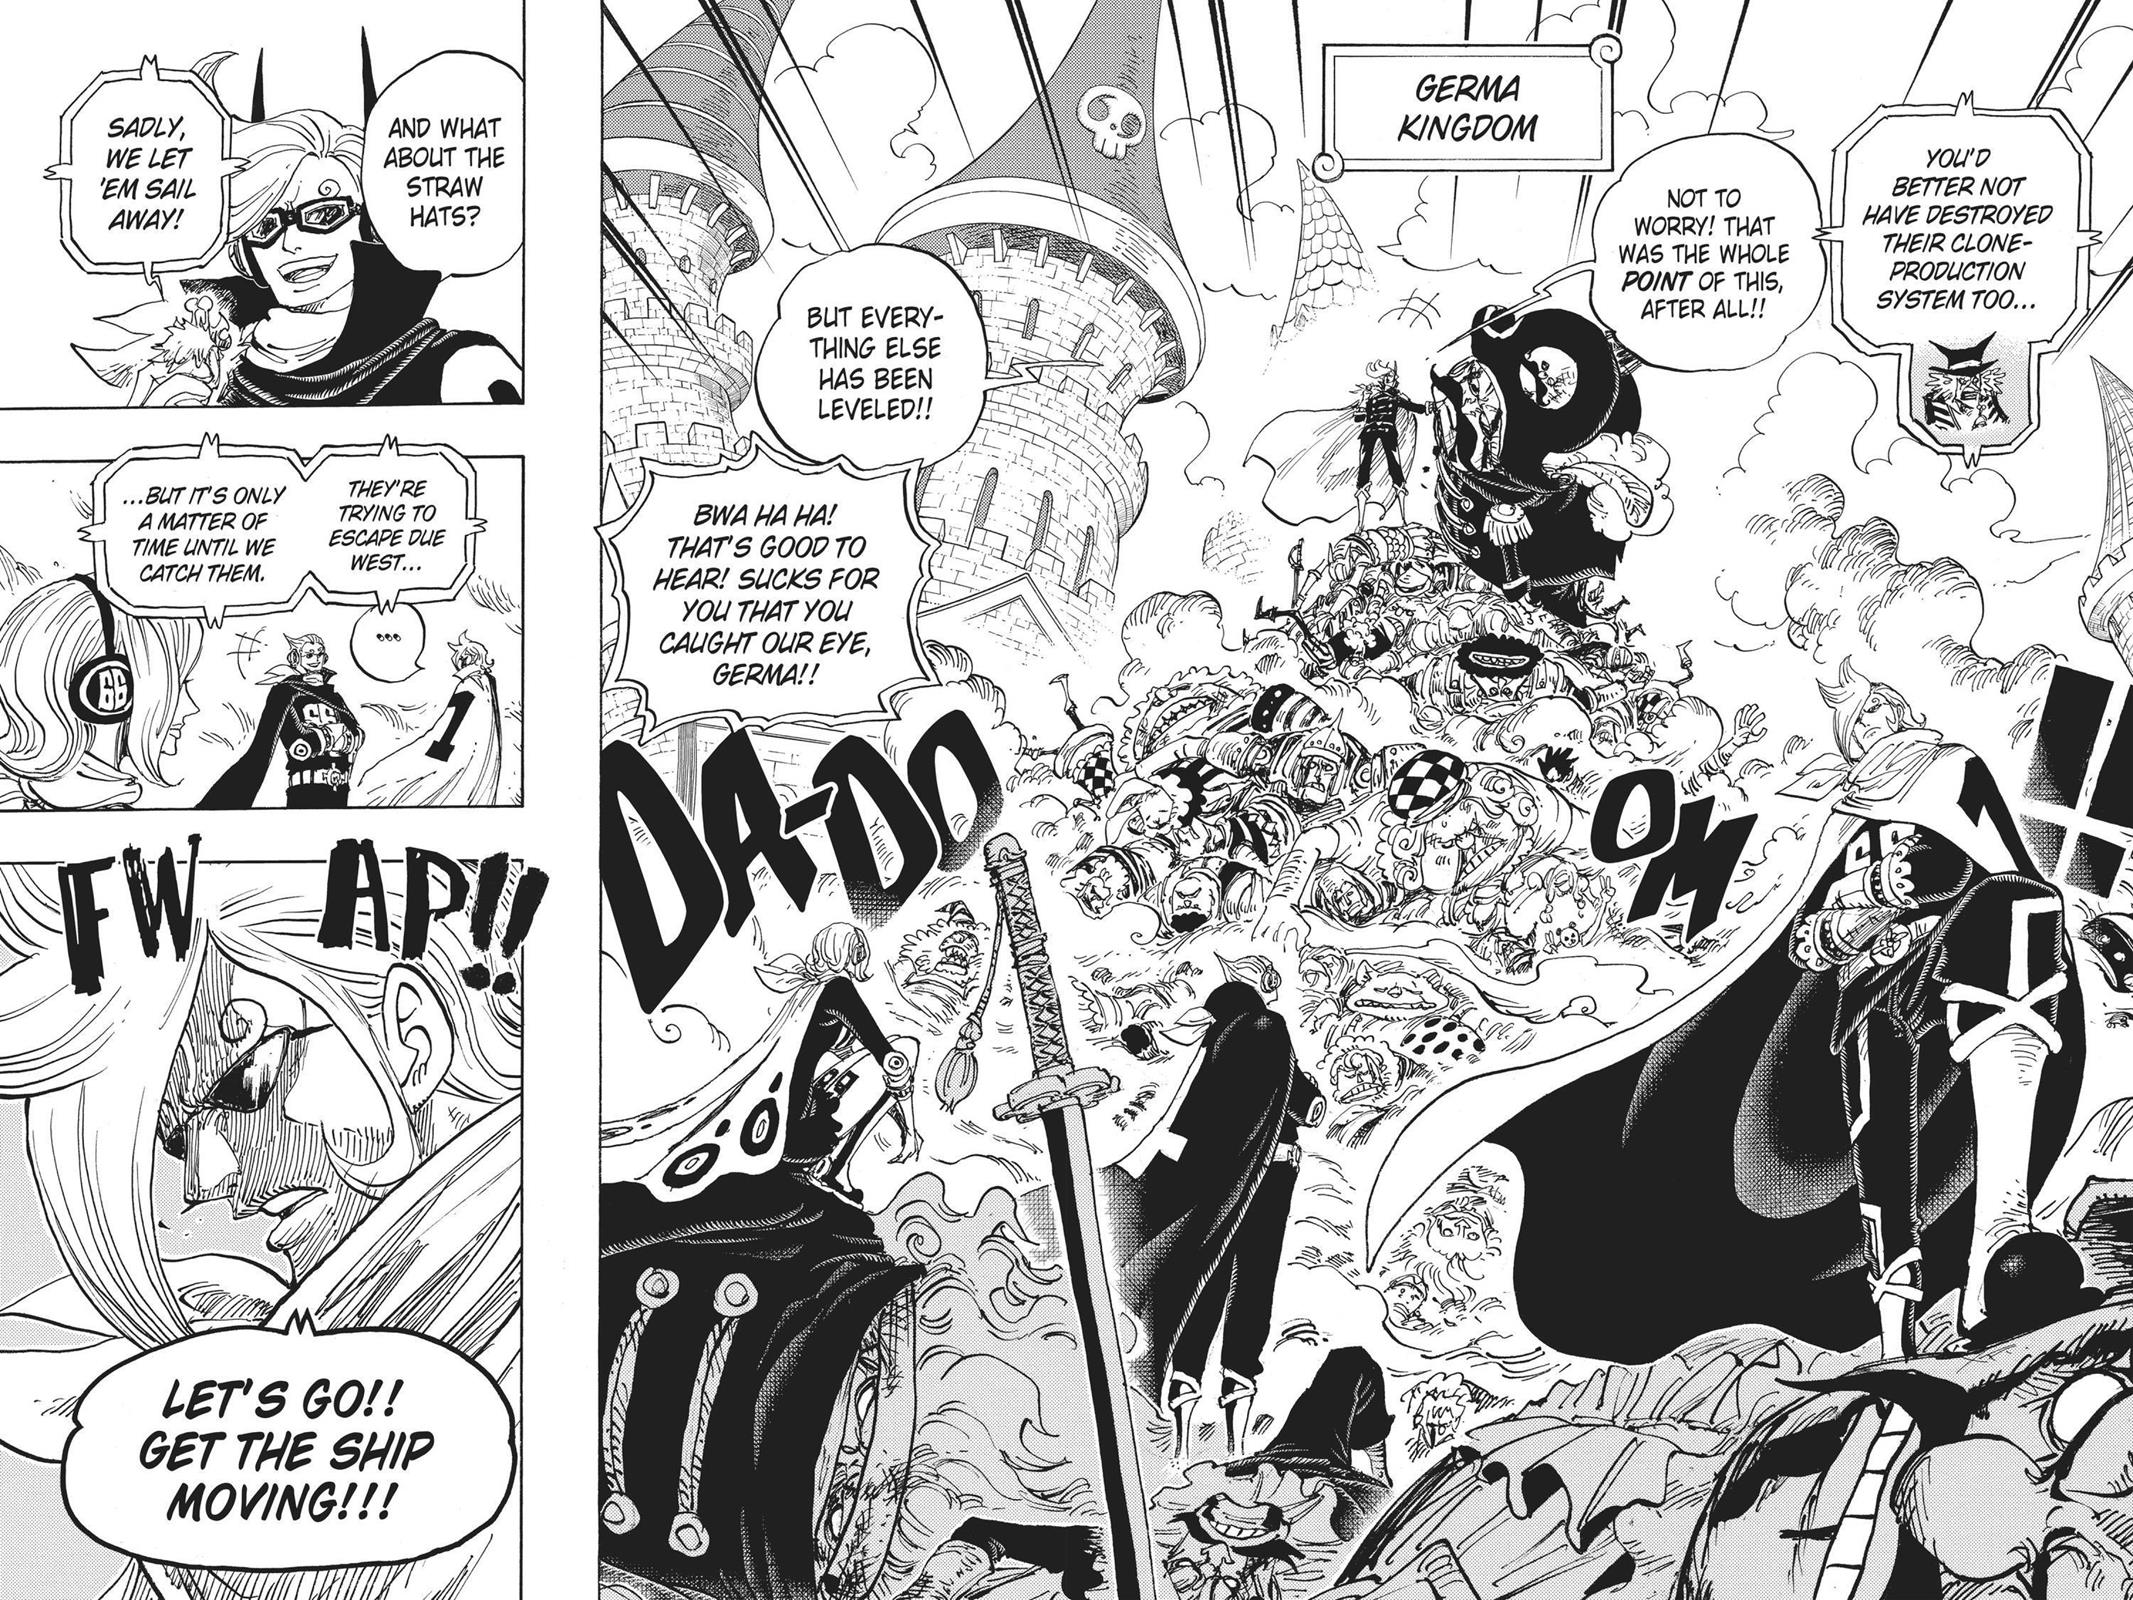 GERMA
KINGDOM
YOU'D
BETTER NOT
HAVE DESTROYED
THEIR CLONE-
PRODUCTION
SYSTEM TOO...
NOT TO
WORRY! THAT
WAS THE WHOLE
POINT OF THIS,
AFTER ALL!!
BUT EVERY-
THING ELSE
HAS BEEN
LEVELED!!
BWA HA HA!
THAT'S GOOD TO
HEAR! SUCKS FOR
YOU THAT YOU
CAUGHT OUR EYE,
GERMA!!
DA-DO
OM
!!
1
AND WHAT
ABOUT THE
STRAW
HATS?
SADLY,
WE LET
'EM SAIL
AWAY!
THEY'RE
TRYING TO
ESCAPE DUE
WEST...
...BUT IT'S ONLY
A MATTER OF
TIME UNTIL WE
CATCH THEM.
...
66
66
1
FWAP!!
LET'S GO!!
GET THE SHIP
MOVING!!!